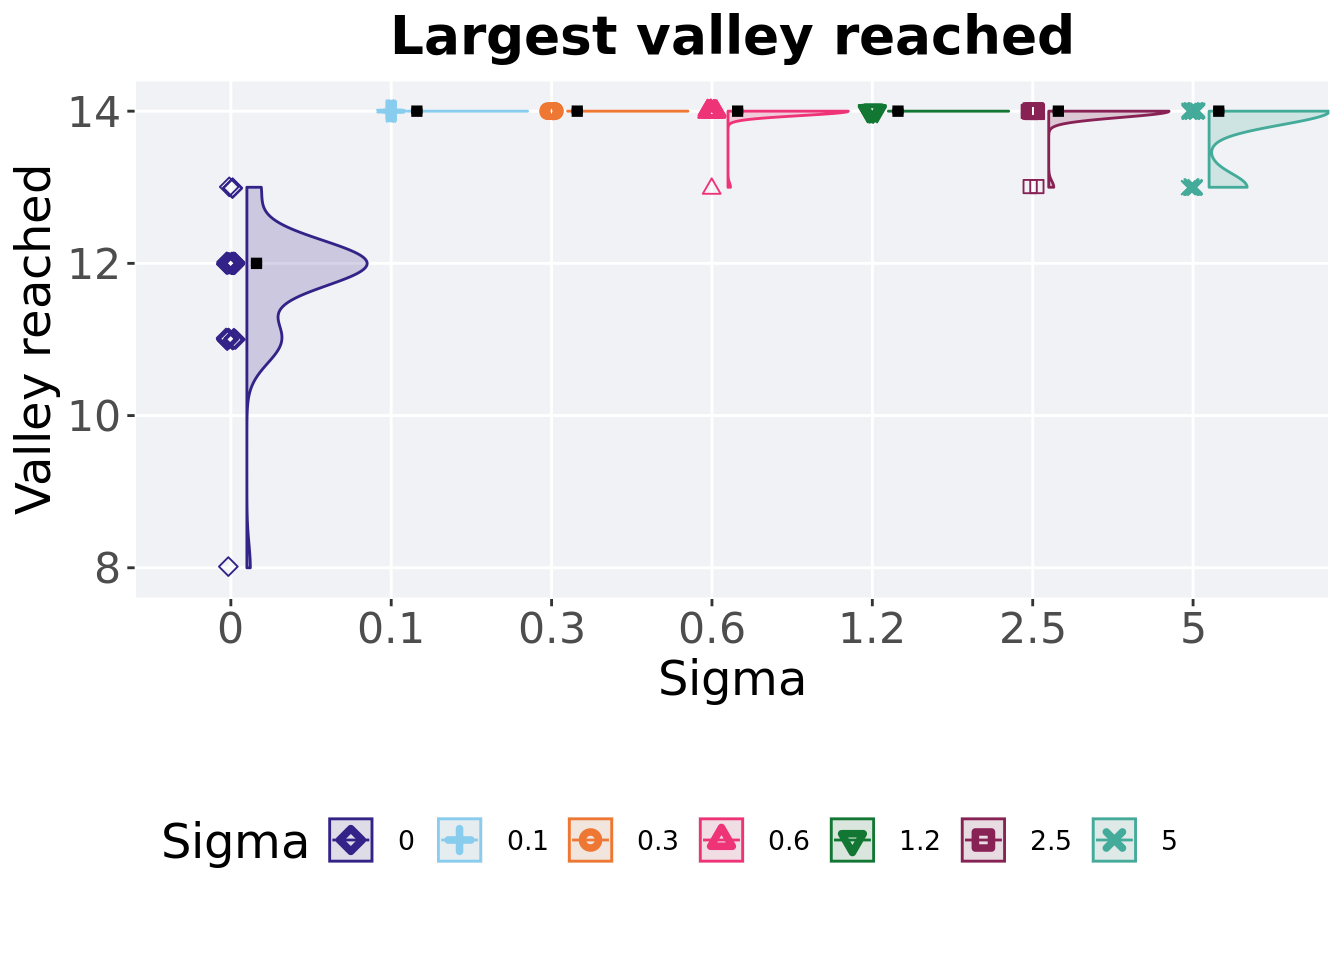 Largest valley reached
Valley reached
14
12
10
8
0 0.1 0.3 0.6 1.2 2.5 5
Sigma
Sigma 0 0.1 0.3 0.6 1.2 2.5 5